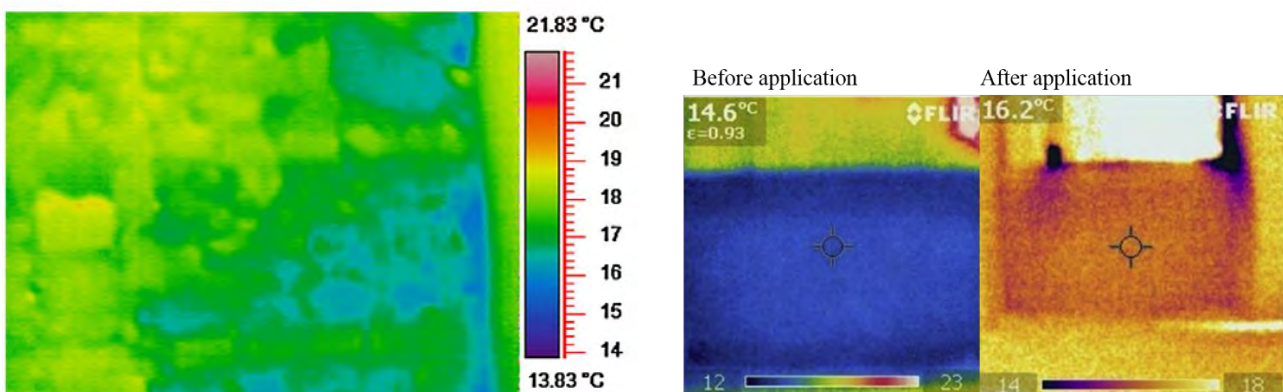 21.83 °C
21
20
19
18
17
16
15
14
13.83 °C
Before application
After application
14.6°C
ε=0.93
FLIR
12
23
16.2°C
FLIR
14
18